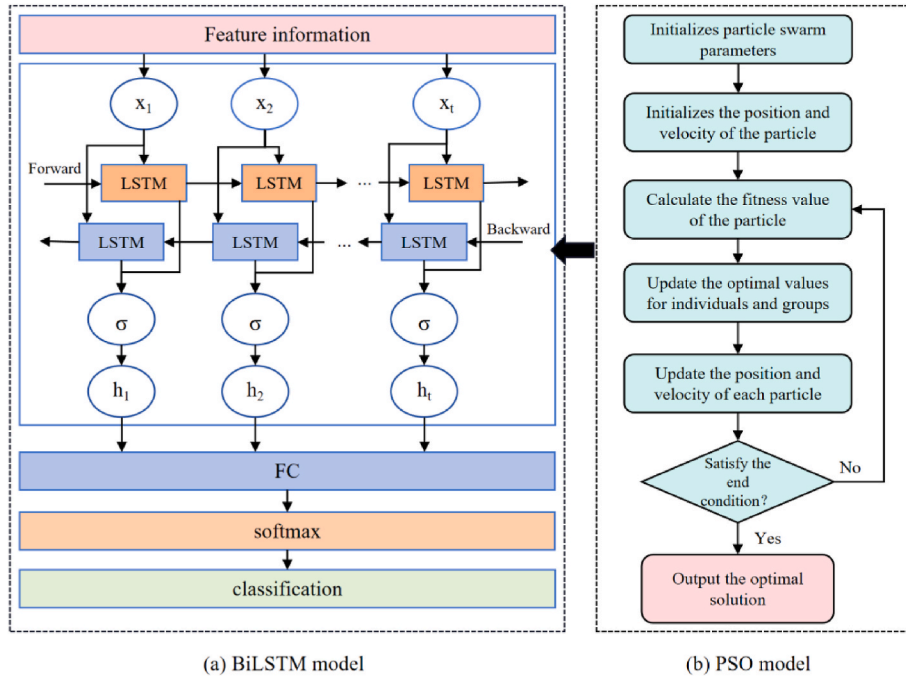 Feature information
x1
x2
xt
Forward
LSTM
LSTM
...
LSTM
LSTM
LSTM
...
LSTM
Backward
σ
σ
σ
h1
h2
ht
FC
softmax
classification
(a) BiLSTM model
Initializes particle swarm
parameters
Initializes the position and
velocity of the particle
Calculate the fitness value
of the particle
Update the optimal values
for individuals and groups
Update the position and
velocity of each particle
Satisfy the
end
condition?
No
Yes
Output the optimal
solution
(b) PSO model